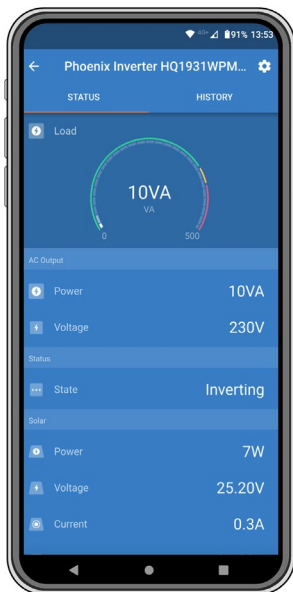 4G+ 91% 13:53
Phoenix Inverter HQ1931WPM...
STATUS HISTORY
Load
10VA
VA
0 500
AC Output
Power 10VA
Voltage 230V
Status
State Inverting
Solar
Power 7W
Voltage 25.20V
Current 0.3A